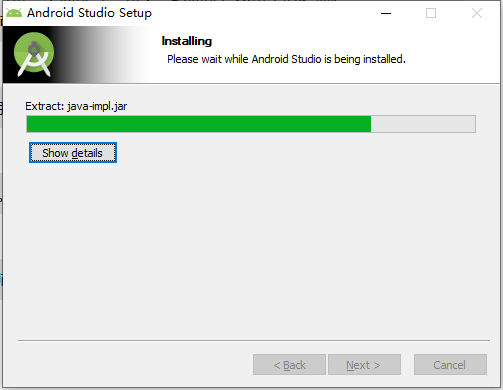 Android Studio Setup
Installing
Please wait while Android Studio is being installed.
Extract: java-impl.jar
Show details
< Back
Next >
Cancel